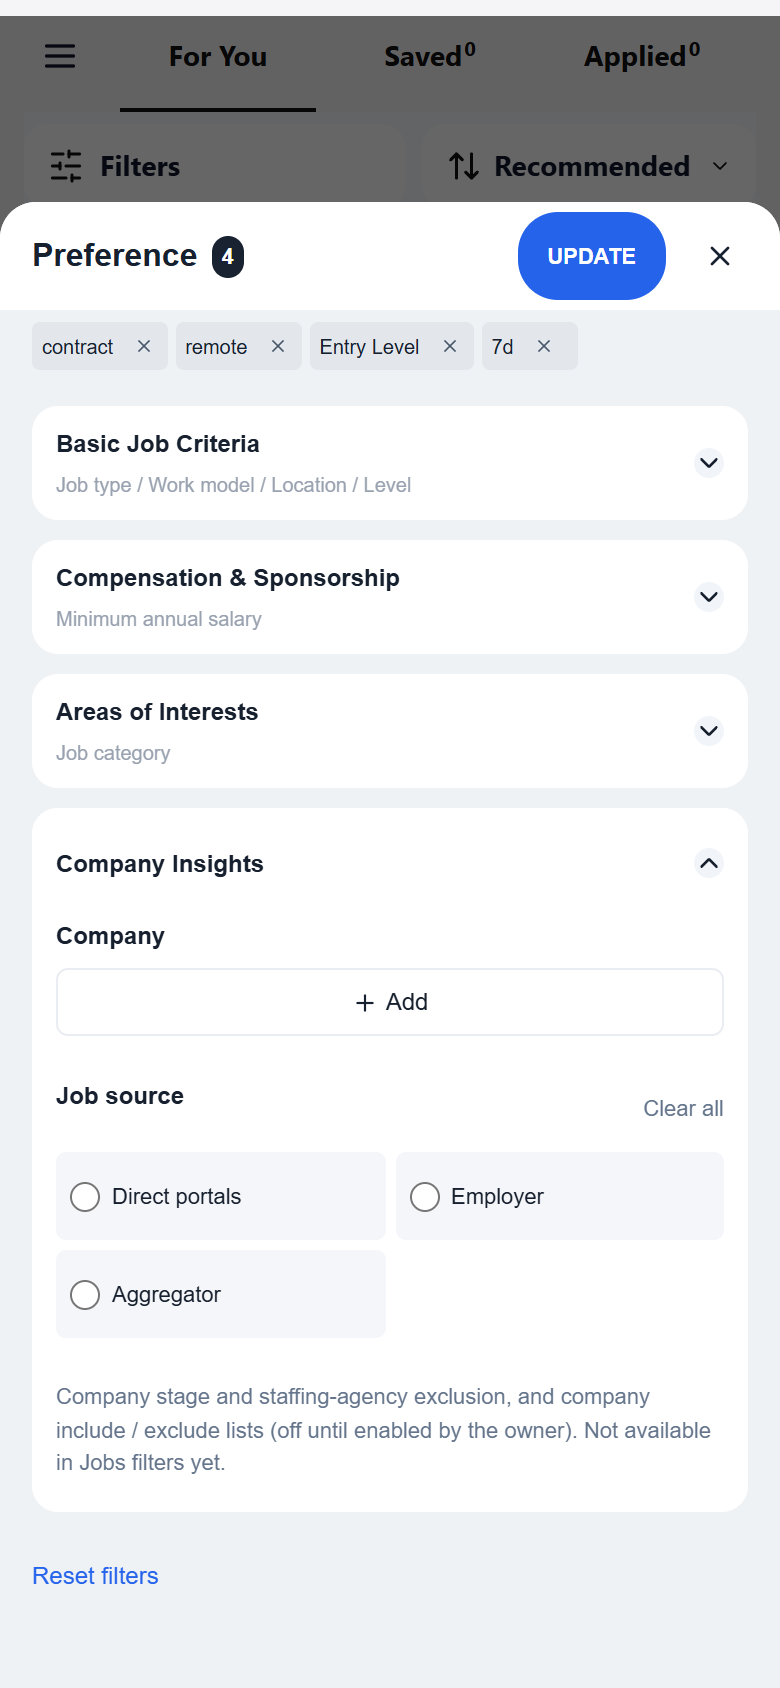 For You
Saved0
Applied0
Filters
Recommended
Preference 4
UPDATE
contract
remote
Entry Level
7d
Basic Job Criteria
Job type / Work model / Location / Level
Compensation & Sponsorship
Minimum annual salary
Areas of Interests
Job category
Company Insights
Company
+ Add
Job source
Clear all
Direct portals
Employer
Aggregator
Company stage and staffing-agency exclusion, and company
include / exclude lists (off until enabled by the owner). Not available
in Jobs filters yet.
Reset filters